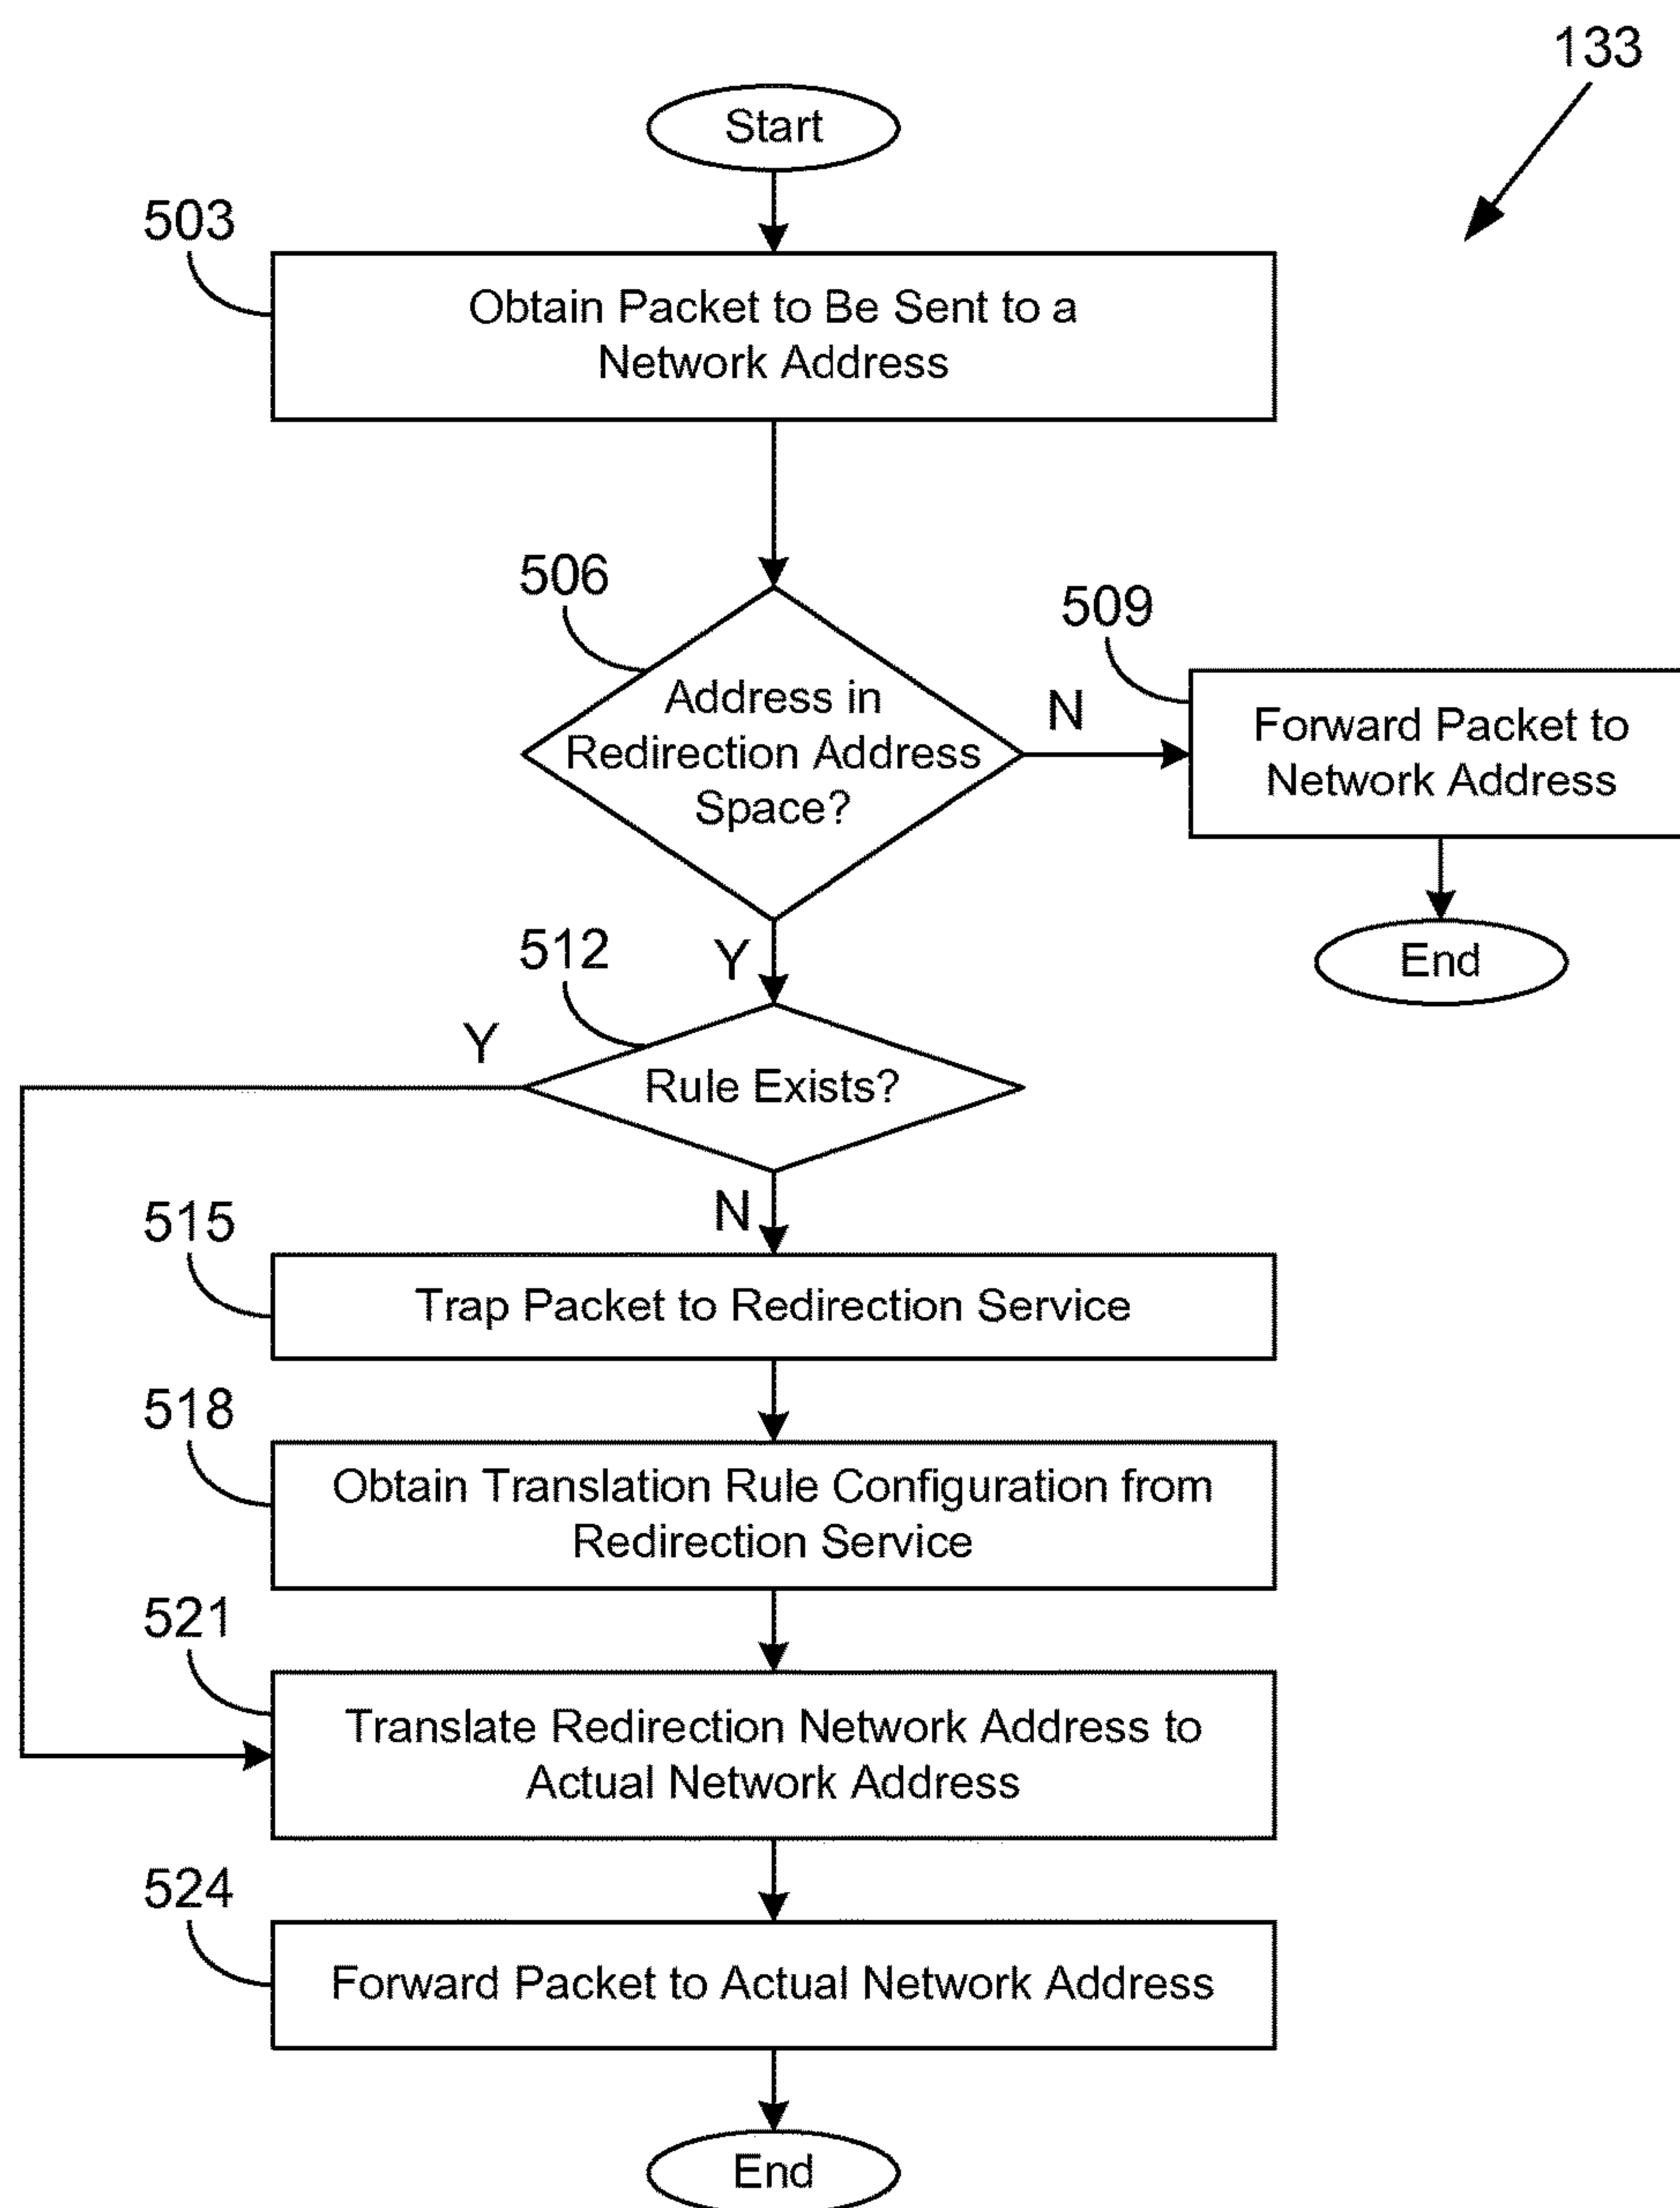 133
Start
503
Obtain Packet to Be Sent to a
Network Address
506
Address in
Redirection Address
Space?
N
509
Forward Packet to
Network Address
End
Y
512
Rule Exists?
Y
N
515
Trap Packet to Redirection Service
518
Obtain Translation Rule Configuration from
Redirection Service
521
Translate Redirection Network Address to
Actual Network Address
524
Forward Packet to Actual Network Address
End